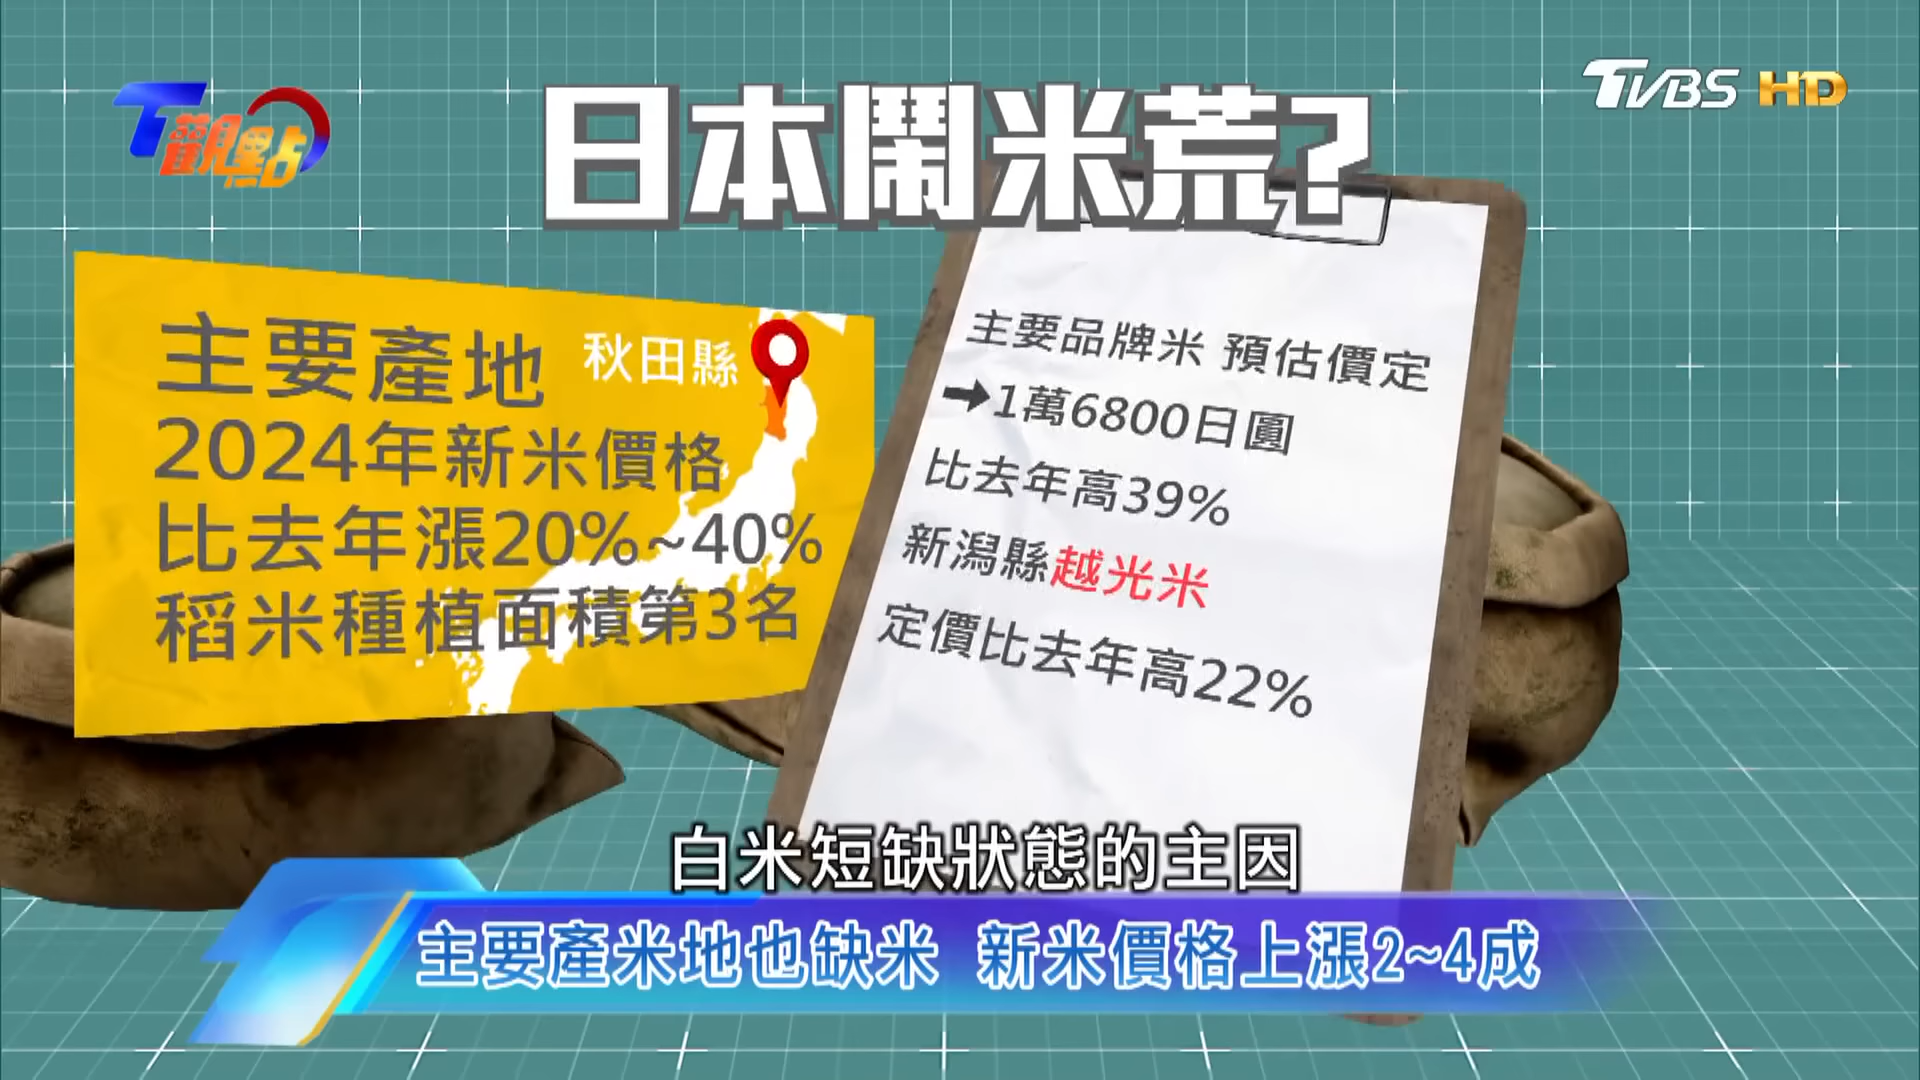 T觀點
TVBS HD
日本鬧米荒?
主要產地
秋田縣
2024年新米價格
比去年漲20%~40%
稻米種植面積第3名
主要品牌米 預估價定
➡1萬6800日圓
比去年高39%
新潟縣越光米
定價比去年高22%
白米短缺狀態的主因
主要產米地也缺米 新米價格上漲2~4成